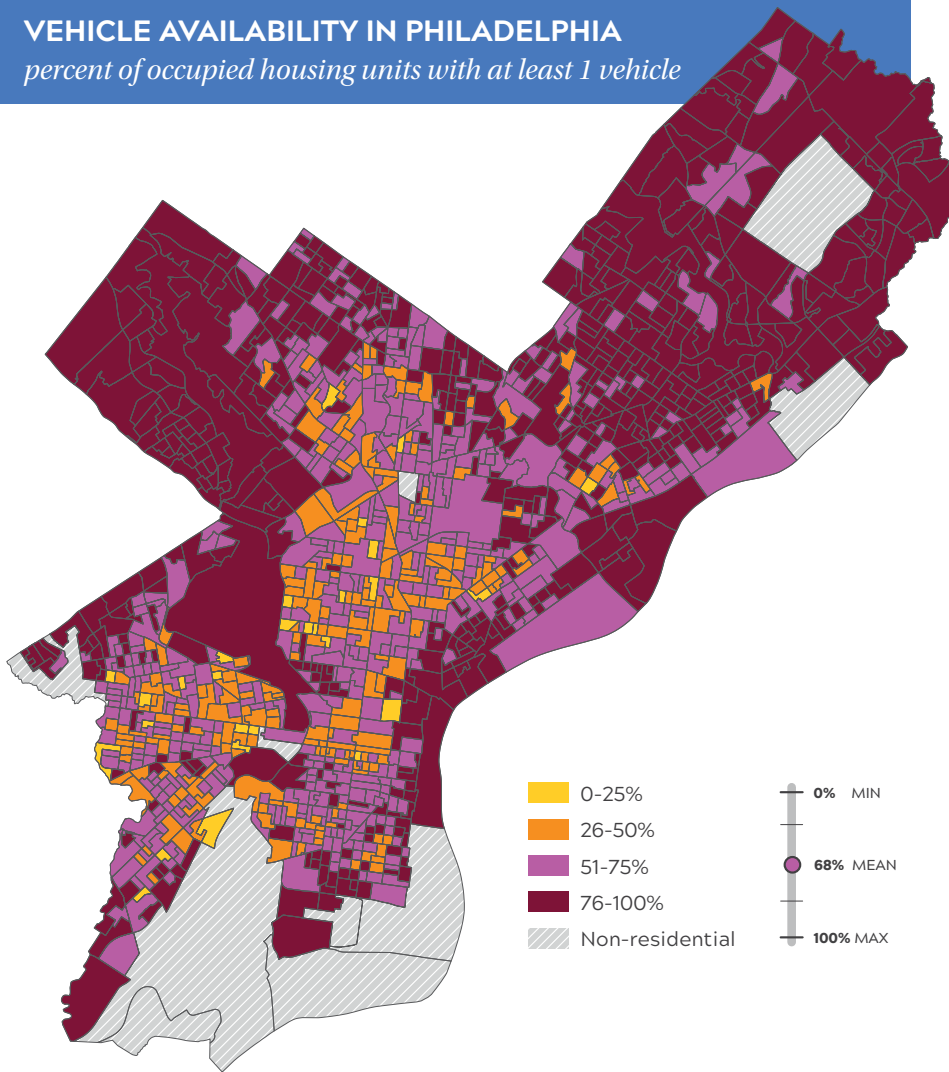 VEHICLE AVAILABILITY IN PHILADELPHIA
percent of occupied housing units with at least 1 vehicle
0-25%
26-50%
51-75%
76-100%
Non-residential
0% MIN
68% MEAN
100% MAX